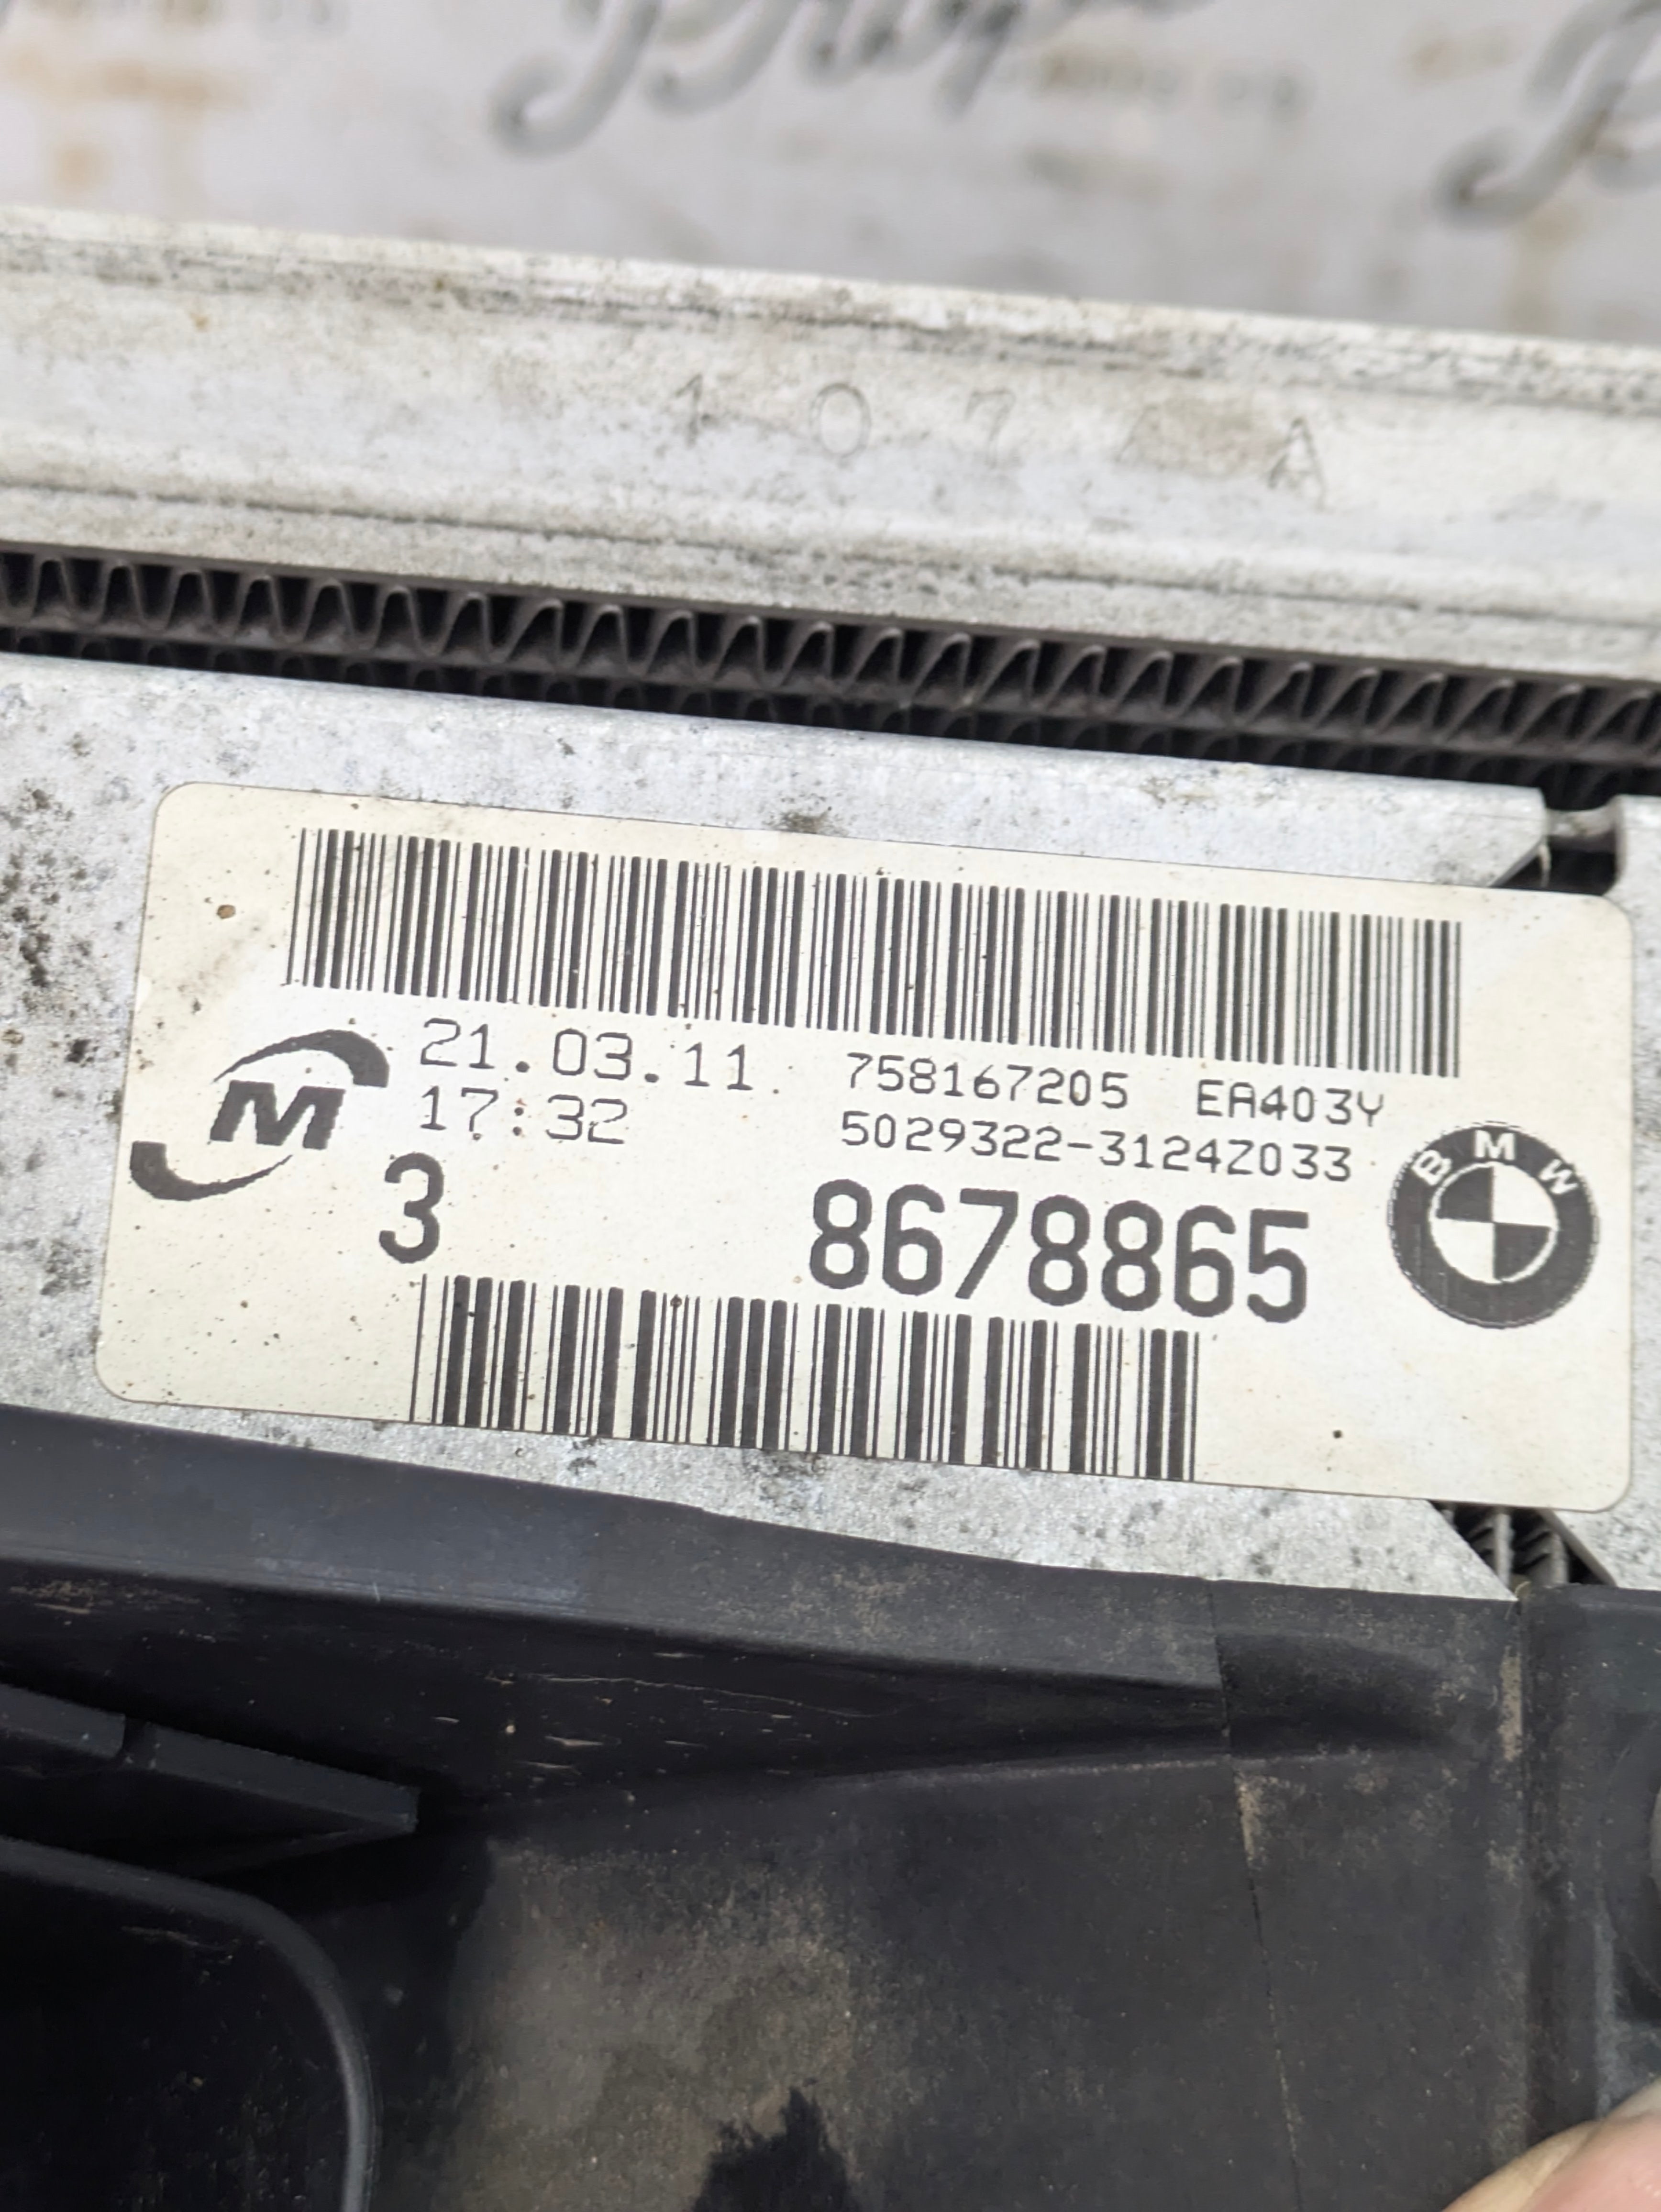 1 0 7 A
21.03.11 758167205 EA403Y
17:32 5029322-3124Z033
M
3 8678865
BMW